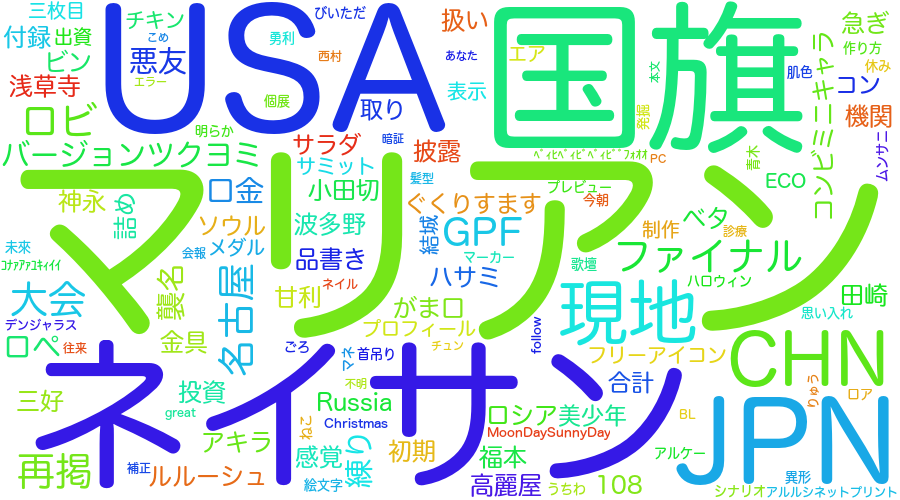 三枚目
チキン
USA
びいただ
扱い
国旗
急ぎ
付録
出資
こめ
勇利
西村
あなた
エア
作り方
ビン
悪友
休み
浅草寺
エラー
個展
取り
表示
本文
肌色
コン
コンビミニキャラ
ロビ
明らか
暗証
発掘
機関
バージョンツクヨミ
サラダ
披露
ﾍﾞｨﾋﾍﾞｨﾋﾞﾍﾞｨﾋﾞﾌｫｵｵ
PC
青木
ムンサニ
サミット
髪型
プレビュー
ECO
マリアン
神永
詰め
口金
小田切
ぐくりすます
今朝
ソウル
波多野
結城
GPF
制作
ベタ
診療
未來
会報
メダル
品書き
マーカー
ファイナル
ｺﾅｧｱｧｺｷｨｲｲ
襲名
名古屋
ネイル
ハサミ
歌壇
ハロウィン
大会
甘利
がま口
現地
田崎
デンジャラス
思い入れ
口ペ
往来
金具
ごろ
マネ
プロフィール
follow
CHN
チュン
首吊り
フリーアイコン
ネイサン
三好
投資
不明
合計
りゅう
ロア
great
Russia
ロシア
美少年
BL
JPN
Christmas
MoonDaySunnyDay
アキラ
ねこ
初期
アルケー
再掲
補正
感覚
練り
福本
異形
ルルーシュ
絵文字
高麗屋
うちわ
108
シナリオ
アルルシネットプリント